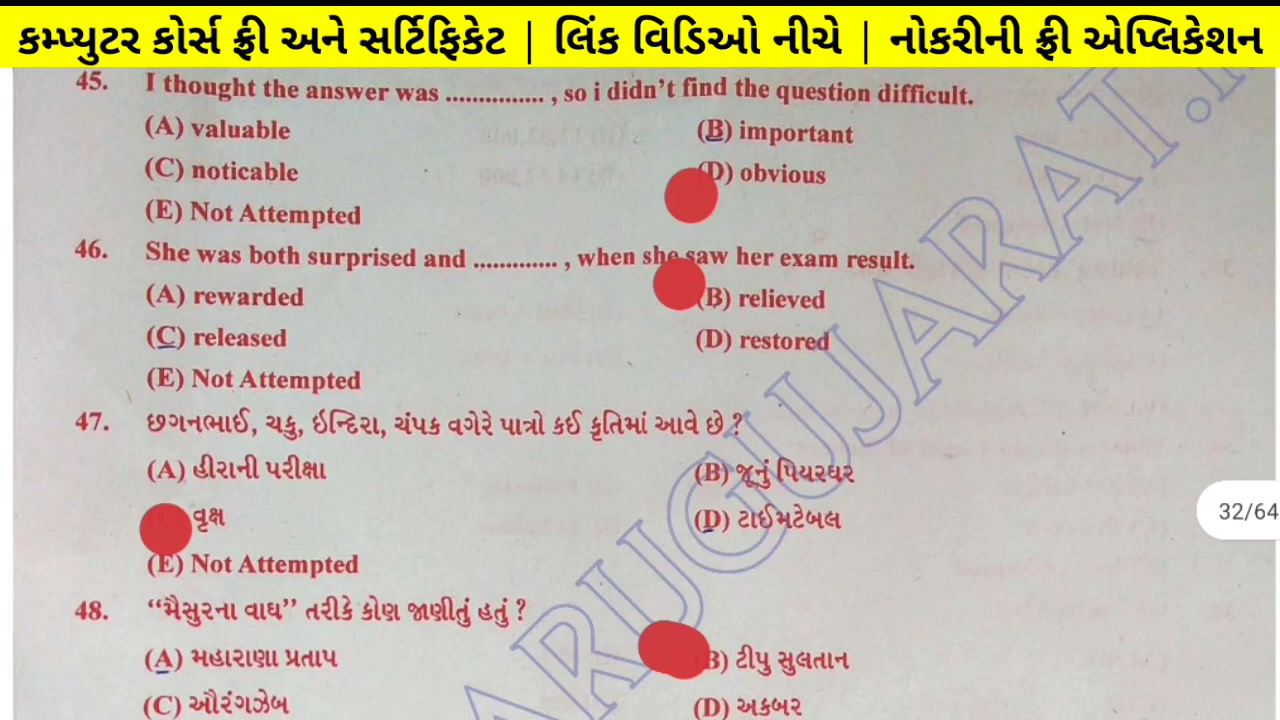 કમ્પ્યુટર કોર્સ ફ્રી અને સર્ટિફિકેટ | લિંક વિડિઓ નીચે | નોકરીની ફ્રી એપ્લિકેશન
45. I thought the answer was ............... , so i didn't find the question difficult.
(A) valuable (B) important
(C) noticable (D) obvious
(E) Not Attempted
46. She was both surprised and ............. , when she saw her exam result.
(A) rewarded (B) relieved
(C) released (D) restored
(E) Not Attempted
47. છગનભાઈ, ચકુ, ઇન્દિરા, ચંપક વગેરે પાત્રો કઈ કૃતિમાં આવે છે ?
(A) હીરાની પરીક્ષા (B) જૂનું પિયરઘર
વૃક્ષ (D) ટાઈમટેબલ
32/64
(E) Not Attempted
48. "મૈસુરના વાઘ" તરીકે કોણ જાણીતું હતું ?
(A) મહારાણા પ્રતાપ (B) ટીપુ સુલતાન
(C) ઔરંગઝેબ (D) અકબર
ARUGUJARAT.